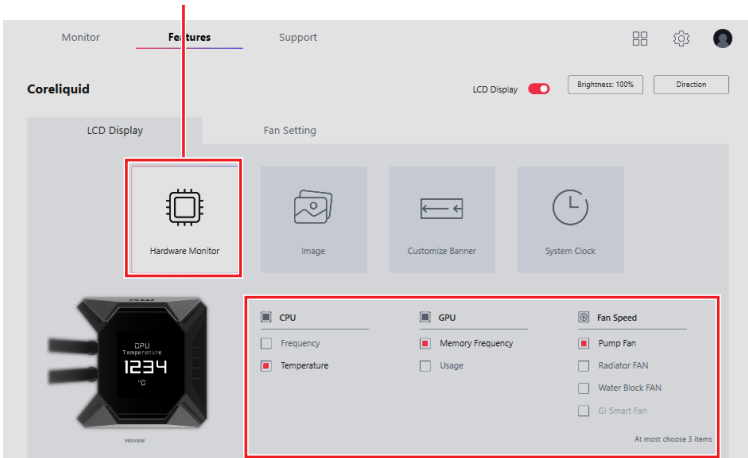 Monitor
Features
Support
Coreliquid
LCD Display
Brightness: 100%
Direction
LCD Display
Fan Setting
Hardware Monitor
Image
Customize Banner
System Clock
CPU
Temperature
1234
°C
PREVIEW
CPU
Frequency
Temperature
GPU
Memory Frequency
Usage
Fan Speed
Pump Fan
Radiator FAN
Water Block FAN
GI Smart Fan
At most choose 3 items